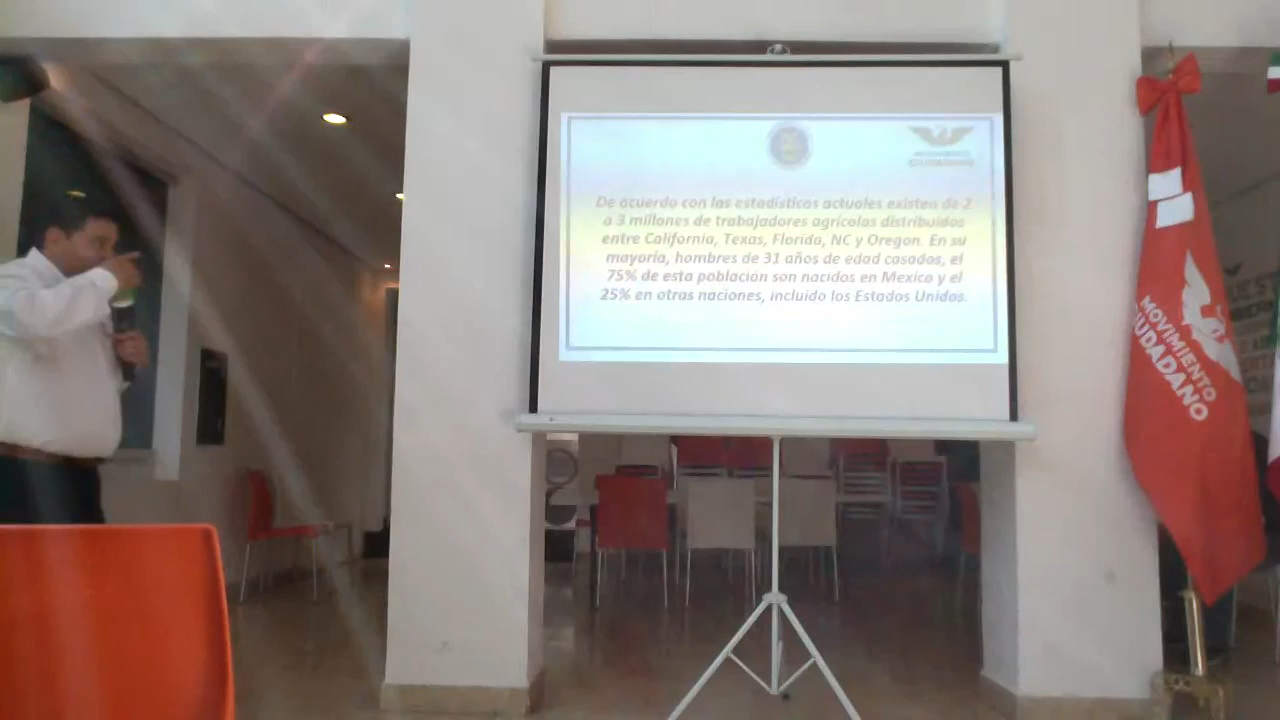 MOVIMIENTO
CIUDADANO
De acuerdo con las estadísticas actuales existen de 2
a 3 millones de trabajadores agrícolas distribuidos
entre California, Texas, Florida, NC y Oregon. En su
mayoría, hombres de 31 años de edad casados, el
75% de esta población son nacidos en Mexico y el
25% en otras naciones, incluido los Estados Unidos.
MOVIMIENTO
CIUDADANO